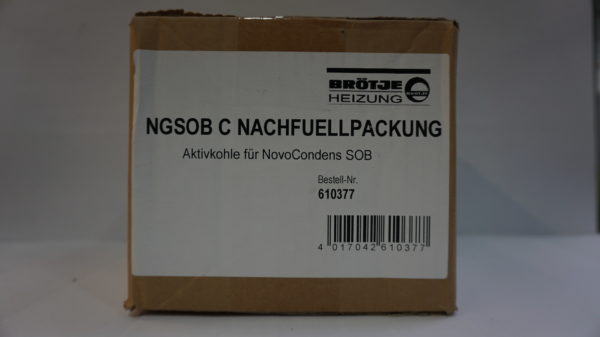 BRÖTJE
HEIZUNG
NGSOB C NACHFUELLPACKUNG
Aktivkohle für NovoCondens SOB
Bestell-Nr.
610377
4 017042 610377